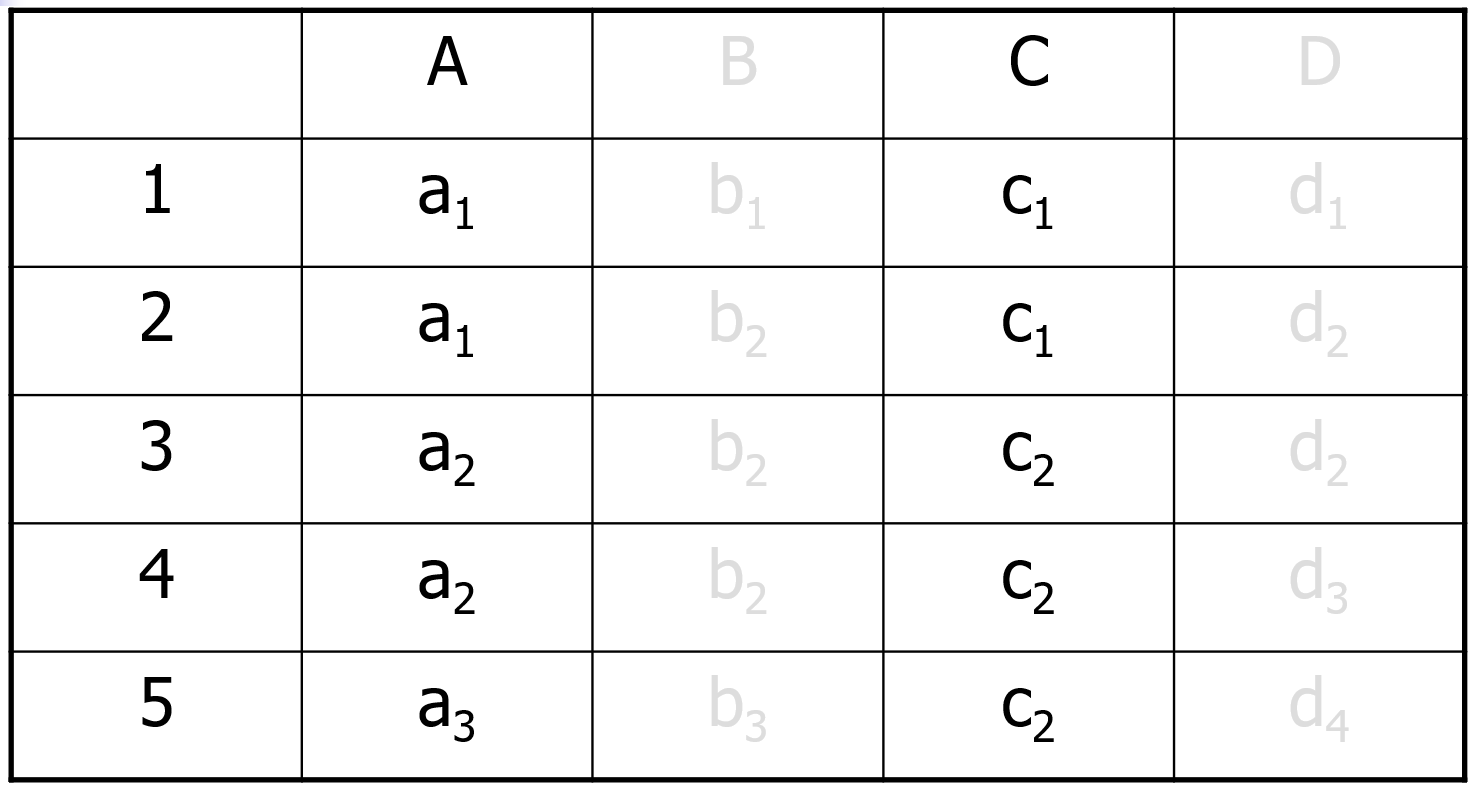 A B C D
1 a₁ b₁ c₁ d₁
2 a₁ b₂ c₁ d₂
3 a₂ b₂ c₂ d₂
4 a₂ b₂ c₂ d₃
5 a₃ b₃ c₂ d₄